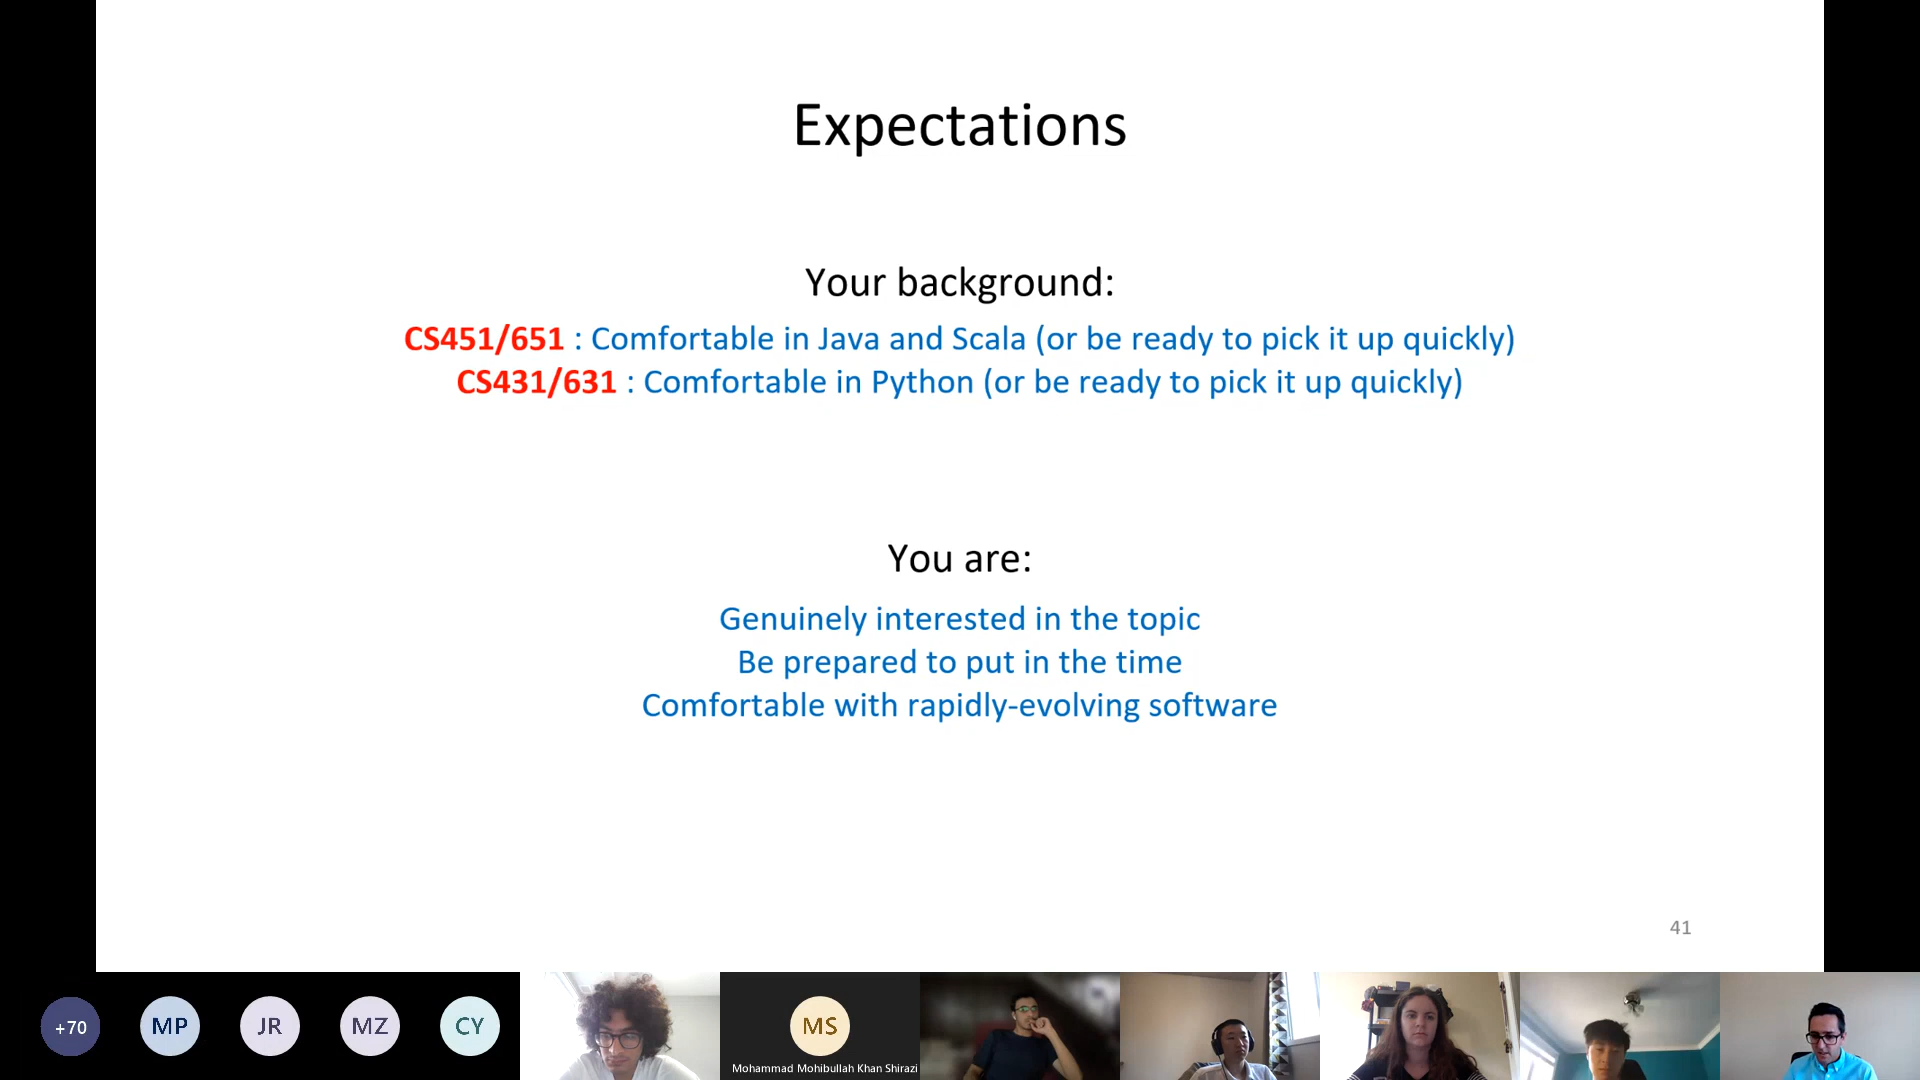 Expectations
Your background:
CS451/651 : Comfortable in Java and Scala (or be ready to pick it up quickly)
CS431/631 : Comfortable in Python (or be ready to pick it up quickly)
You are:
Genuinely interested in the topic
Be prepared to put in the time
Comfortable with rapidly-evolving software
41
+70
MP
JR
MZ
CY
MS
Mohammad Mohibullah Khan Shirazi